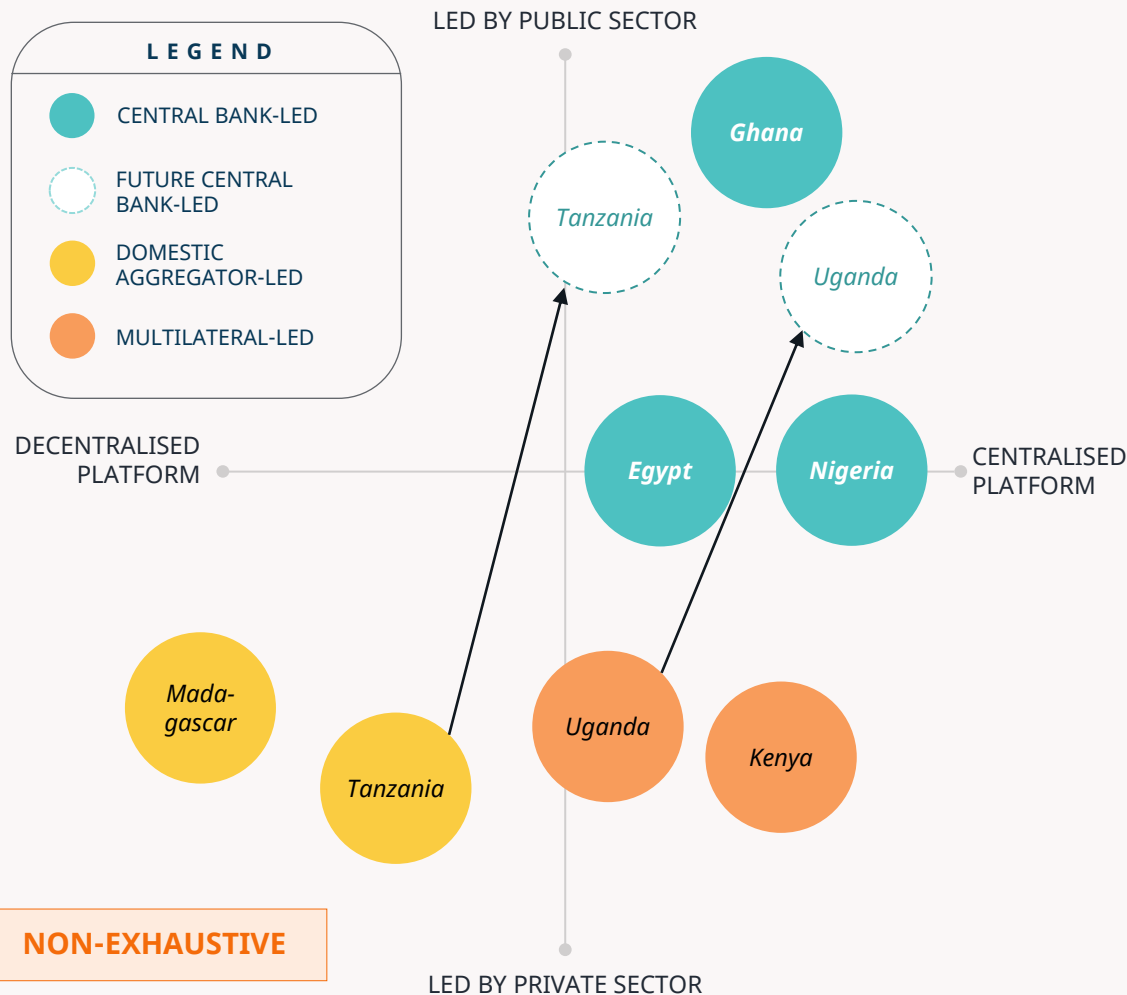 LED BY PUBLIC SECTOR
LEGEND
CENTRAL BANK-LED
FUTURE CENTRAL
BANK-LED
DOMESTIC
AGGREGATOR-LED
MULTILATERAL-LED
Ghana
Tanzania
Uganda
DECENTRALISED
PLATFORM
Egypt
Nigeria
CENTRALISED
PLATFORM
Mada-
gascar
Tanzania
Uganda
Kenya
NON-EXHAUSTIVE
LED BY PRIVATE SECTOR